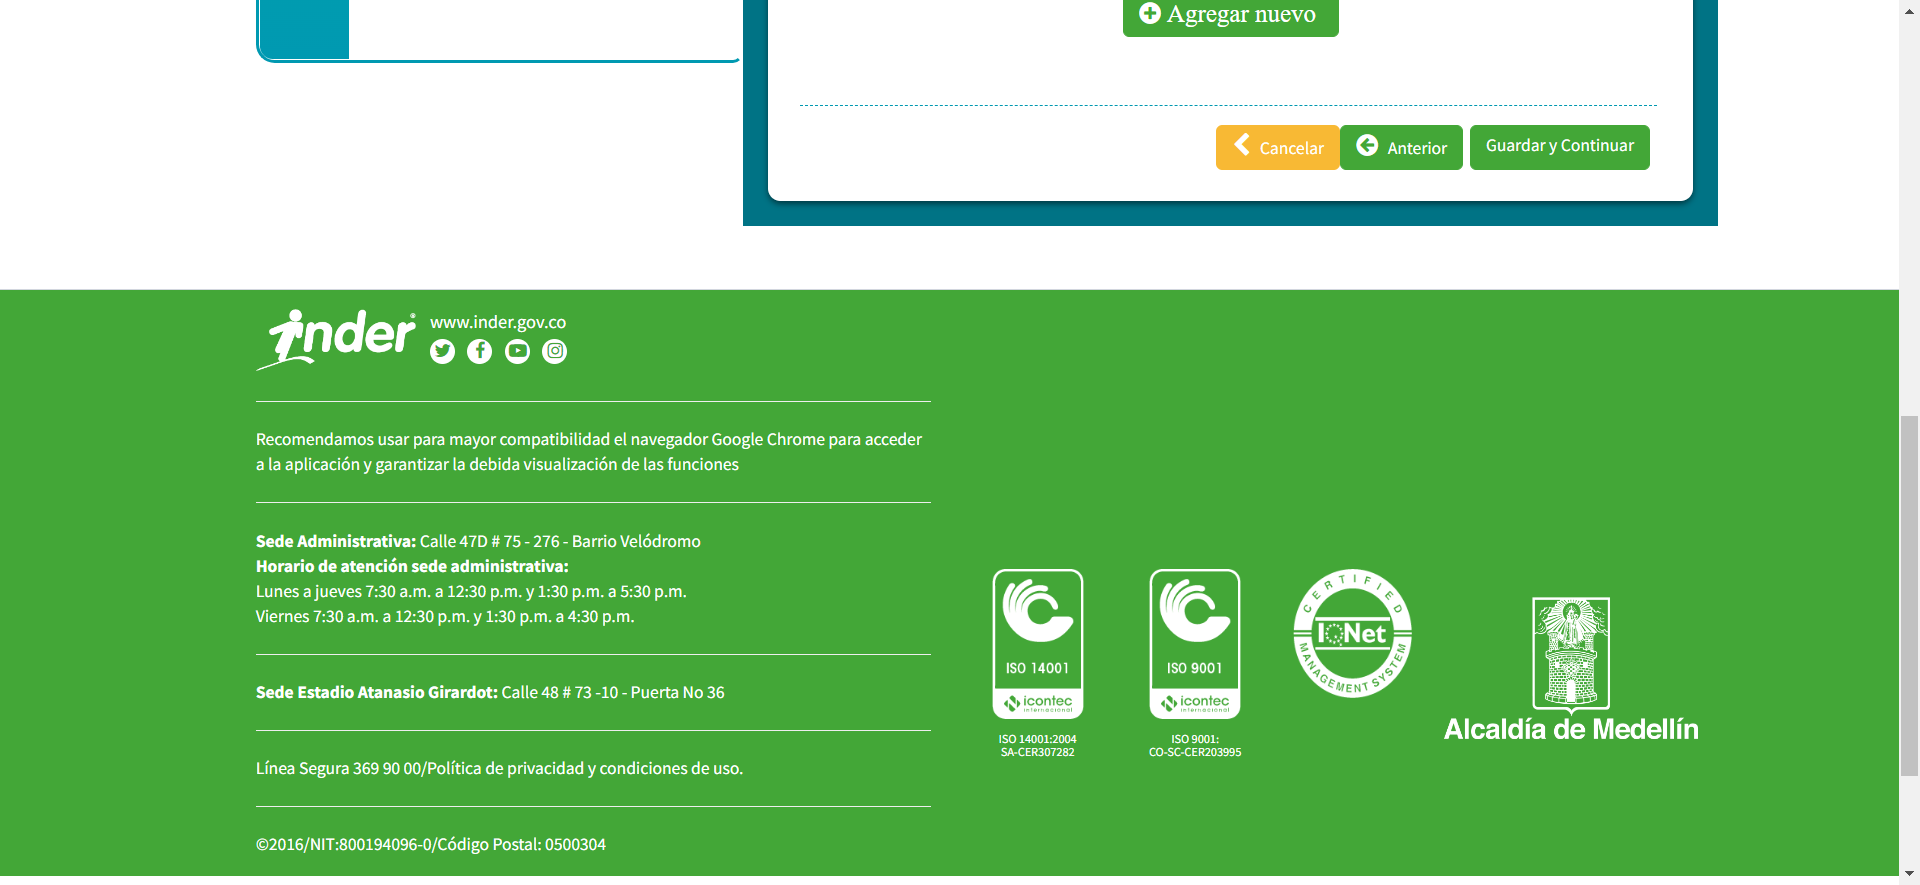 Agregar nuevo
Cancelar
Anterior
Guardar y Continuar
inder®
www.inder.gov.co
Recomendamos usar para mayor compatibilidad el navegador Google Chrome para acceder
a la aplicación y garantizar la debida visualización de las funciones
Sede Administrativa: Calle 47D # 75 - 276 - Barrio Velódromo
Horario de atención sede administrativa:
Lunes a jueves 7:30 a.m. a 12:30 p.m. y 1:30 p.m. a 5:30 p.m.
Viernes 7:30 a.m. a 12:30 p.m. y 1:30 p.m. a 4:30 p.m.
Sede Estadio Atanasio Girardot: Calle 48 # 73 -10 - Puerta No 36
Línea Segura 369 90 00/Política de privacidad y condiciones de uso.
©2016/NIT:800194096-0/Código Postal: 0500304
ISO 14001
icontec
internacional
ISO 14001:2004
SA-CER307282
ISO 9001
icontec
internacional
ISO 9001:
CO-SC-CER203995
CERTIFIED
IQNet
MANAGEMENT SYSTEM
Alcaldía de Medellín